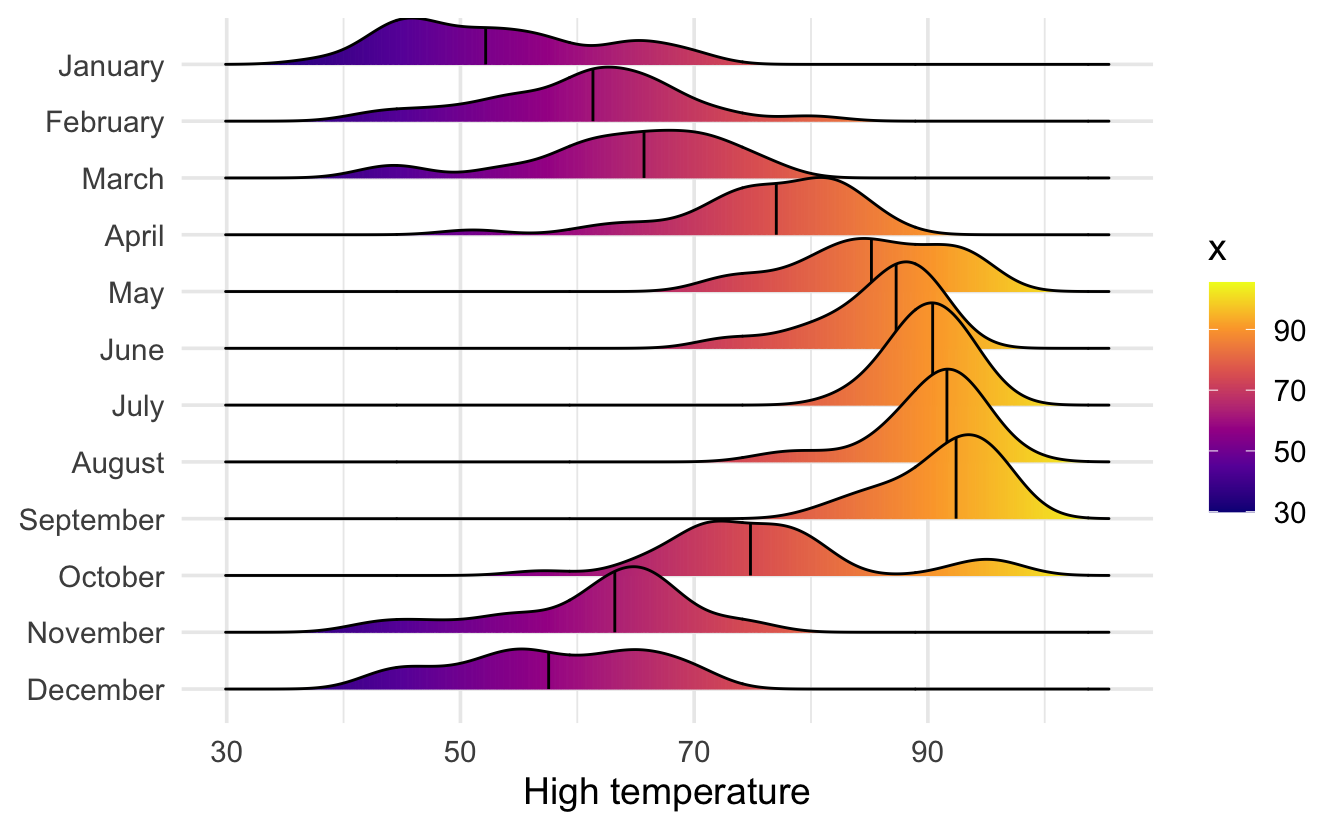 January
February
March
April
May
June
July
August
September
October
November
December
30 50 70 90
High temperature
x
90
70
50
30